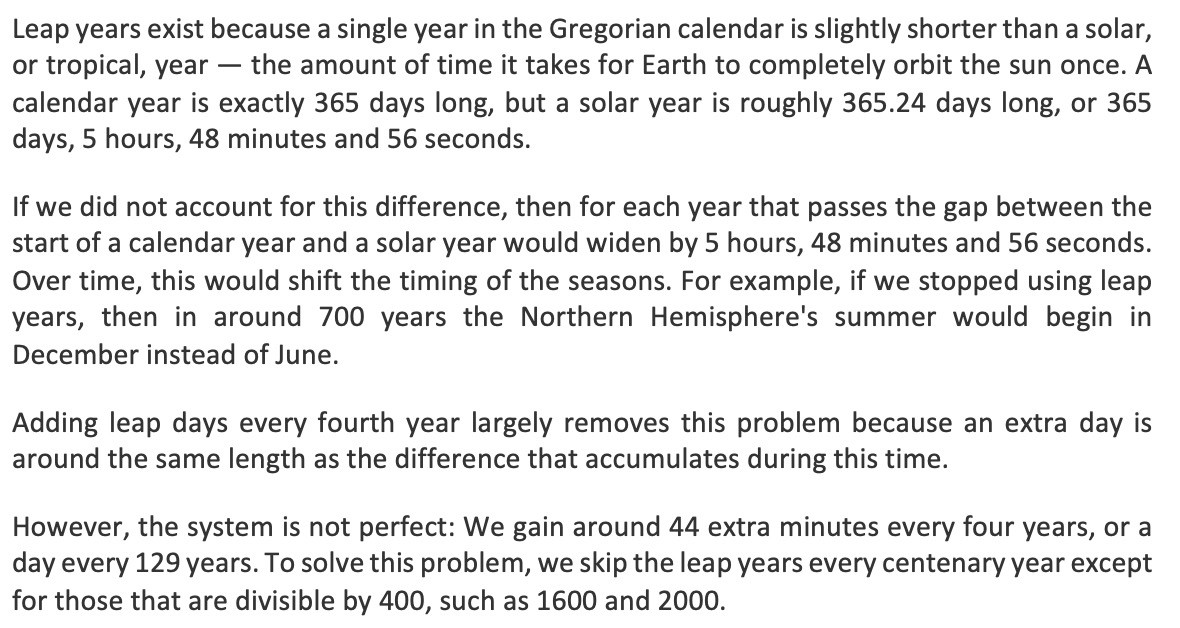 Leap years exist because a single year in the Gregorian calendar is slightly shorter than a solar,
or tropical, year — the amount of time it takes for Earth to completely orbit the sun once. A
calendar year is exactly 365 days long, but a solar year is roughly 365.24 days long, or 365
days, 5 hours, 48 minutes and 56 seconds.
If we did not account for this difference, then for each year that passes the gap between the
start of a calendar year and a solar year would widen by 5 hours, 48 minutes and 56 seconds.
Over time, this would shift the timing of the seasons. For example, if we stopped using leap
years, then in around 700 years the Northern Hemisphere's summer would begin in
December instead of June.
Adding leap days every fourth year largely removes this problem because an extra day is
around the same length as the difference that accumulates during this time.
However, the system is not perfect: We gain around 44 extra minutes every four years, or a
day every 129 years. To solve this problem, we skip the leap years every centenary year except
for those that are divisible by 400, such as 1600 and 2000.